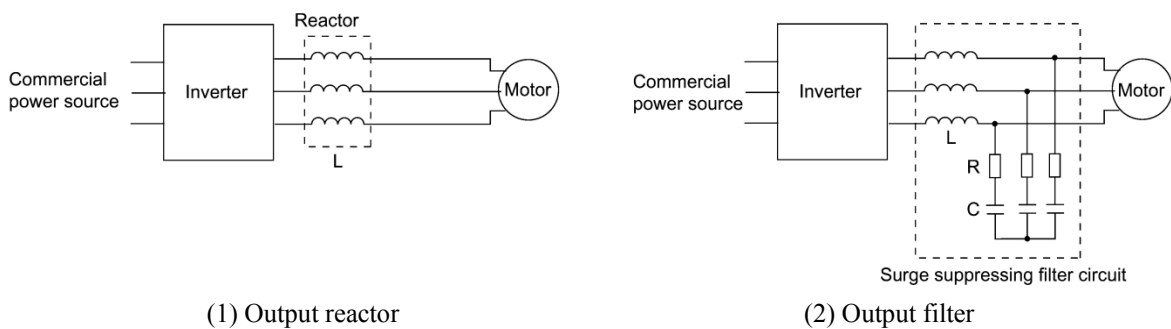 Reactor
Commercial
power source
Inverter
Motor
L
(1) Output reactor
Commercial
power source
Inverter
Motor
L
R
C
Surge suppressing filter circuit
(2) Output filter